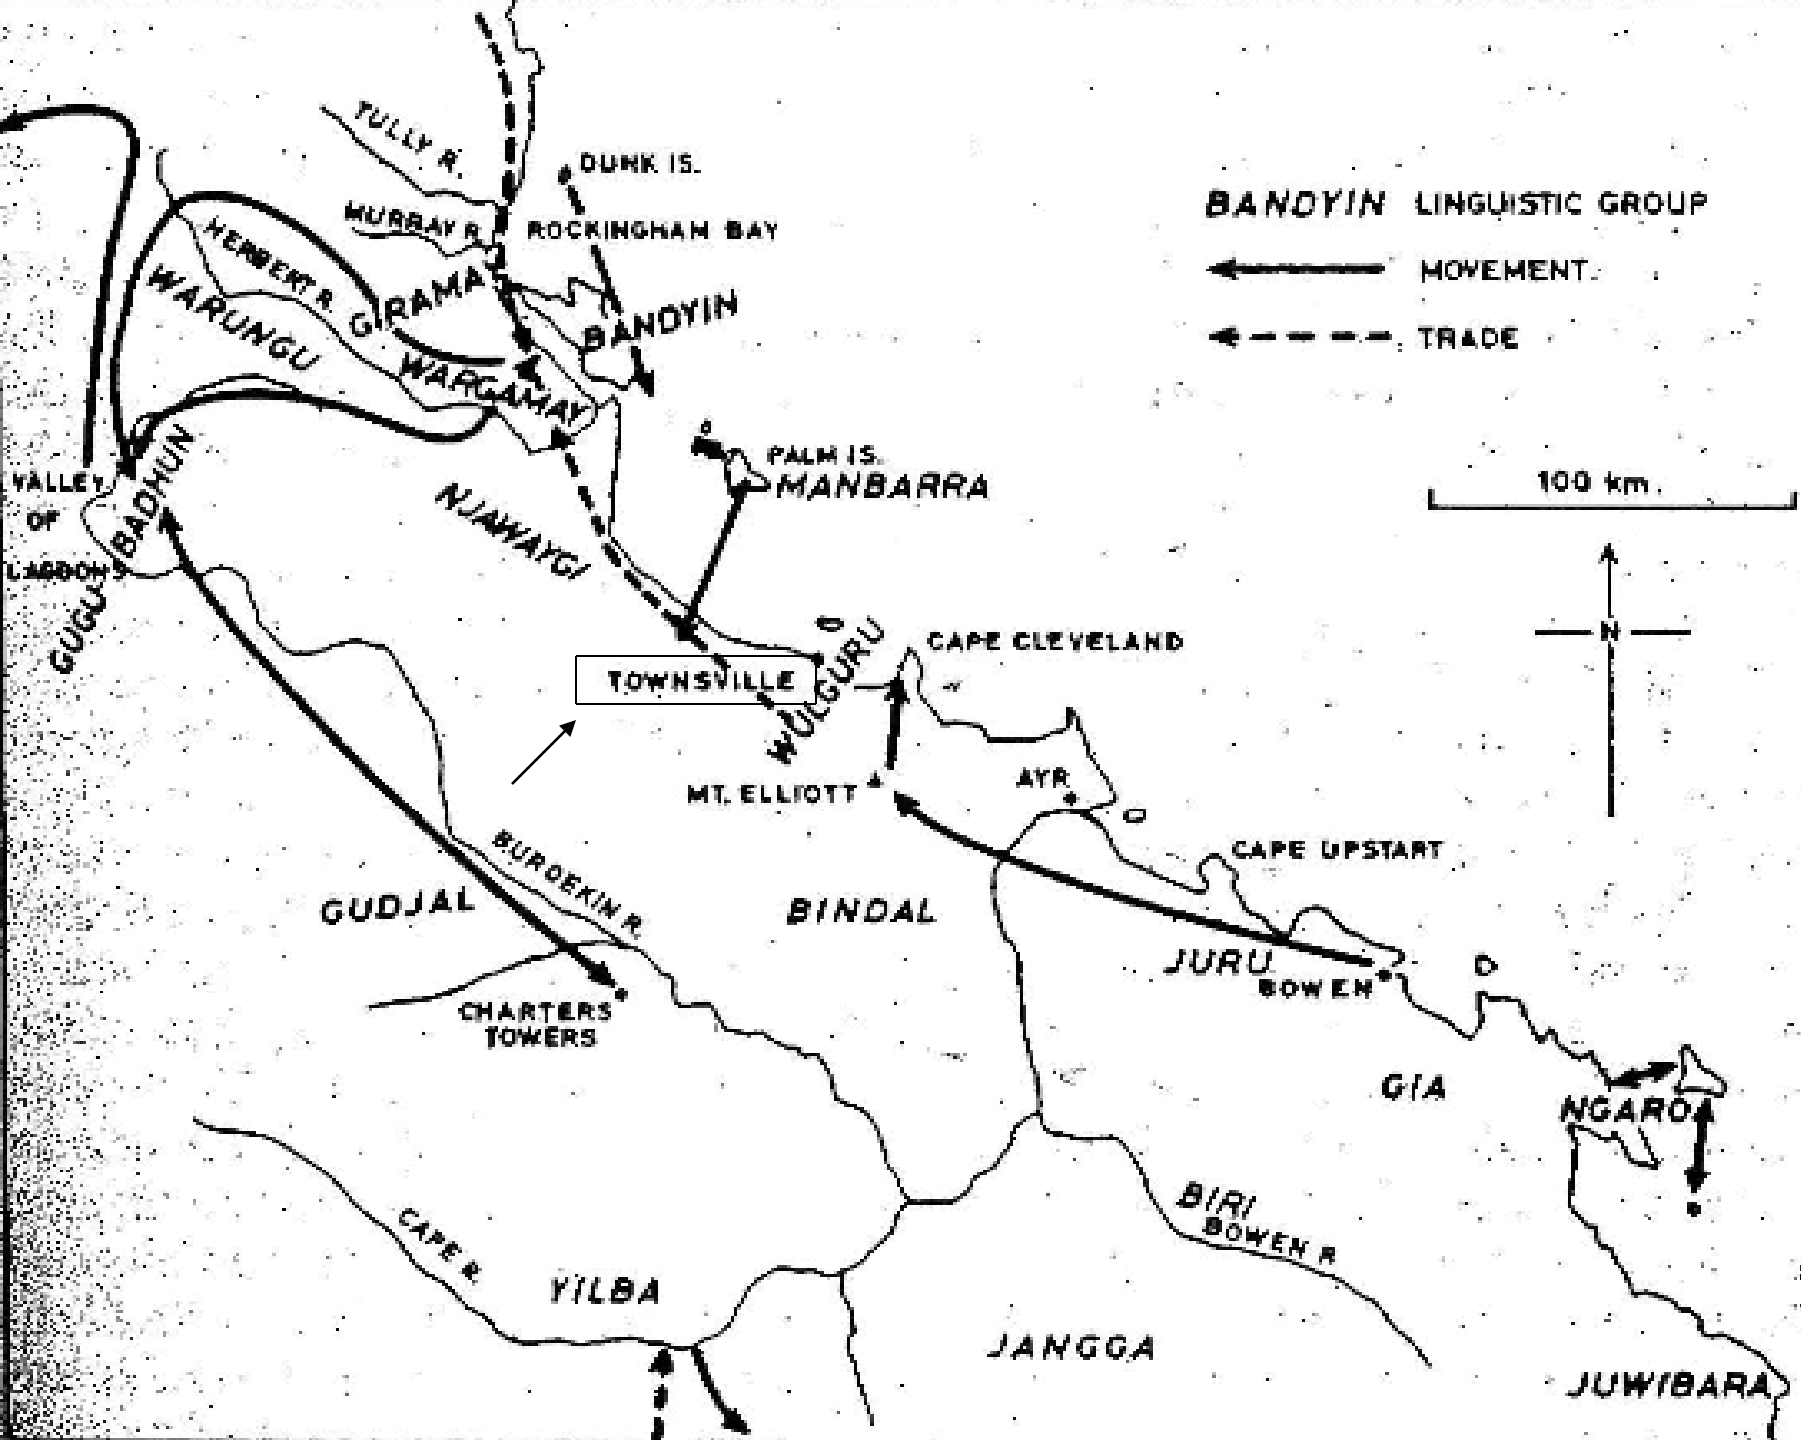 TULLY R.
DUNK IS.
MURRAY R.
ROCKINGHAM BAY
BANDYIN LINGUISTIC GROUP
MOVEMENT
TRADE
HERBERT R.
GIRAMA
BANDYIN
WARUNGU
WARGAMAY
PALM IS.
MANBARRA
100 km.
VALLEY
OF
LAGOONS
GUGU-BADHUN
NJAWAYGI
N
TOWNSVILLE
WULGURU
CAPE CLEVELAND
MT. ELLIOTT
AYR
BURDEKIN R.
CAPE UPSTART
GUDJAL
BINDAL
JURU
BOWEN
CHARTERS
TOWERS
GIA
NGAROA
CAPE R.
BIRI
BOWEN R
YILBA
JANGGA
JUWIBARA